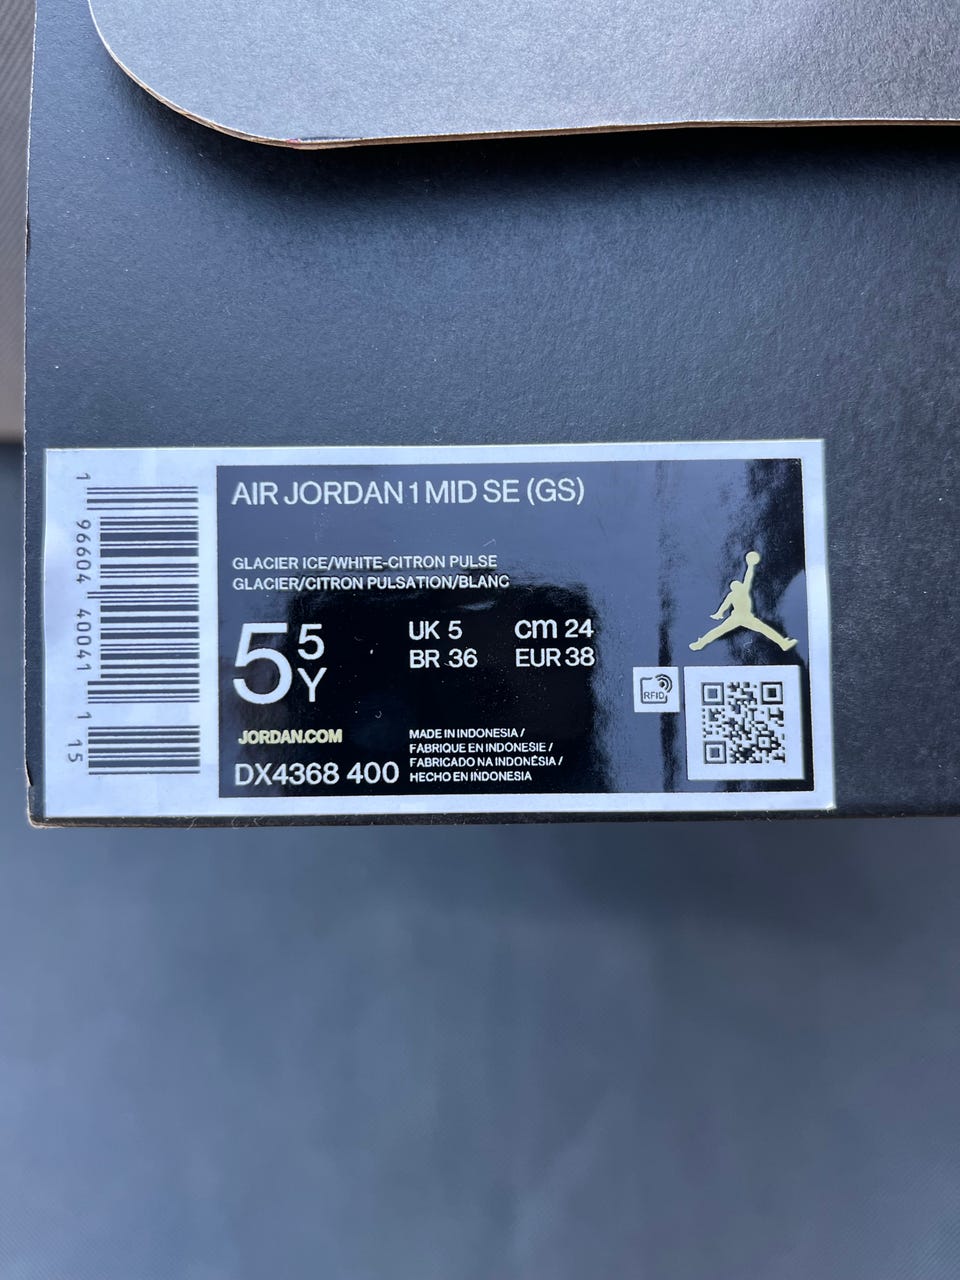 AIR JORDAN 1 MID SE (GS)
GLACIER ICE/WHITE-CITRON PULSE
GLACIER/CITRON PULSATION/BLANC
5 5 Y
UK 5 cm 24
BR 36 EUR 38
RFID
JORDAN.COM
DX4368 400
MADE IN INDONESIA /
FABRIQUE EN INDONESIE /
FABRICADO NA INDONÉSIA /
HECHO EN INDONESIA
1 96604 40041 1 15